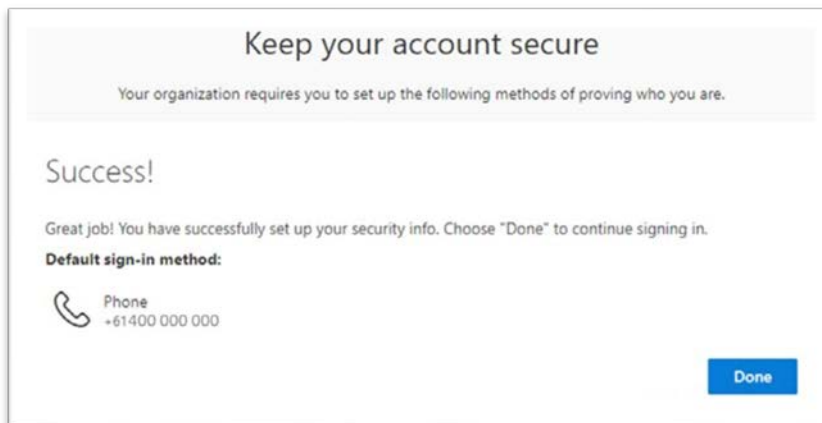 Keep your account secure
Your organization requires you to set up the following methods of proving who you are.
Success!
Great job! You have successfully set up your security info. Choose "Done" to continue signing in.
Default sign-in method:
Phone
+61400 000 000
Done